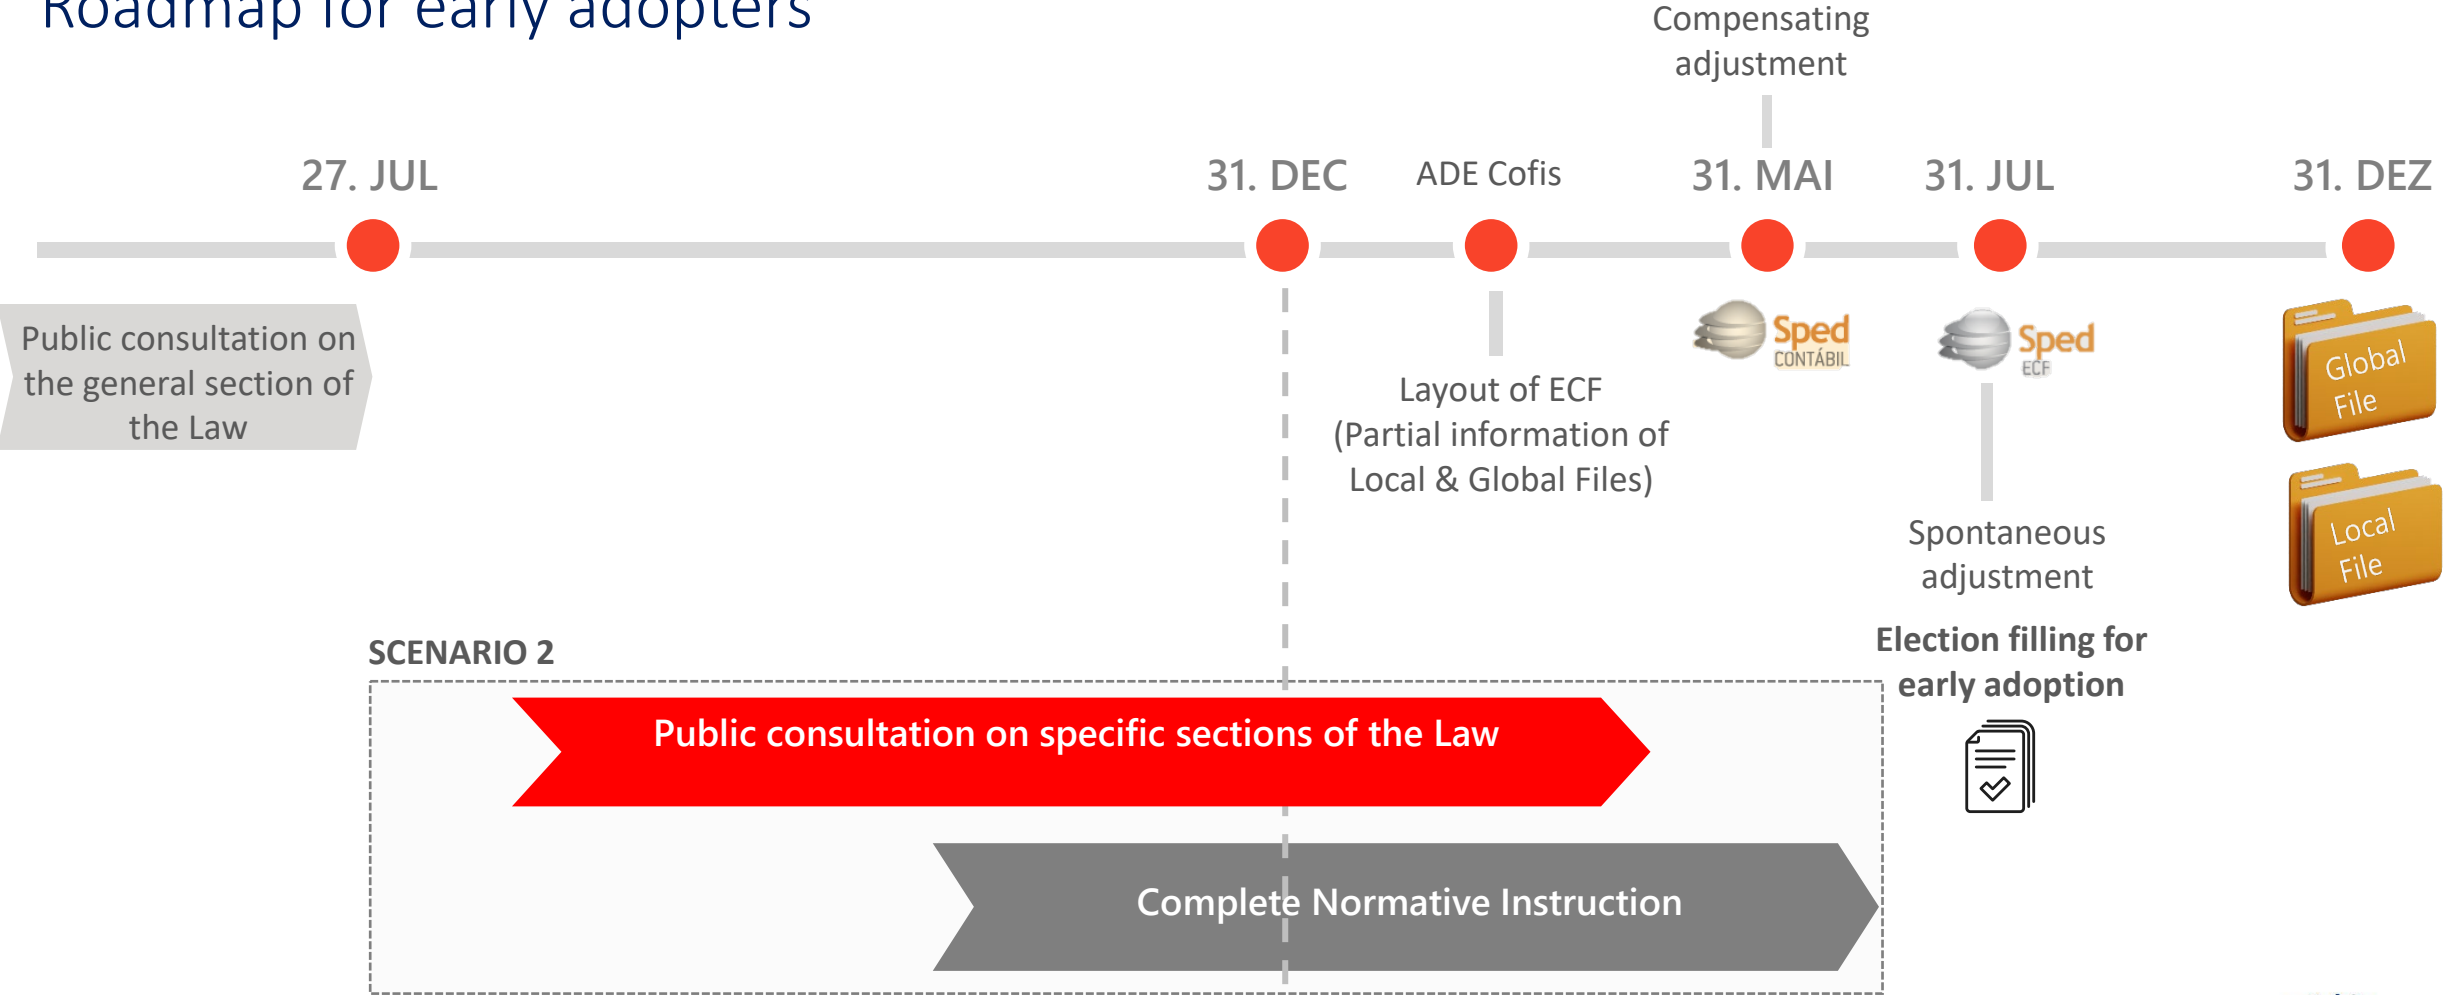 Roadmap for early adopters
Compensating
adjustment
27. JUL
31. DEC
ADE Cofis
31. MAI
31. JUL
31. DEZ
Public consultation on
the general section of
the Law
Sped
CONTÁBIL
Sped
ECF
Global
File
Layout of ECF
(Partial information of
Local & Global Files)
Local
File
Spontaneous
adjustment
Election filling for
early adoption
SCENARIO 2
Public consultation on specific sections of the Law
Complete Normative Instruction